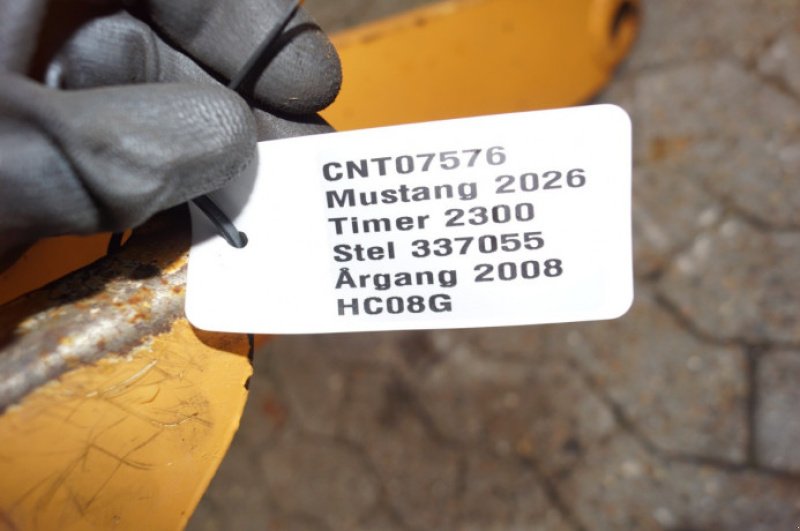 CNT07576
Mustang 2026
Timer 2300
Stel 337055
Årgang 2008
HC08G